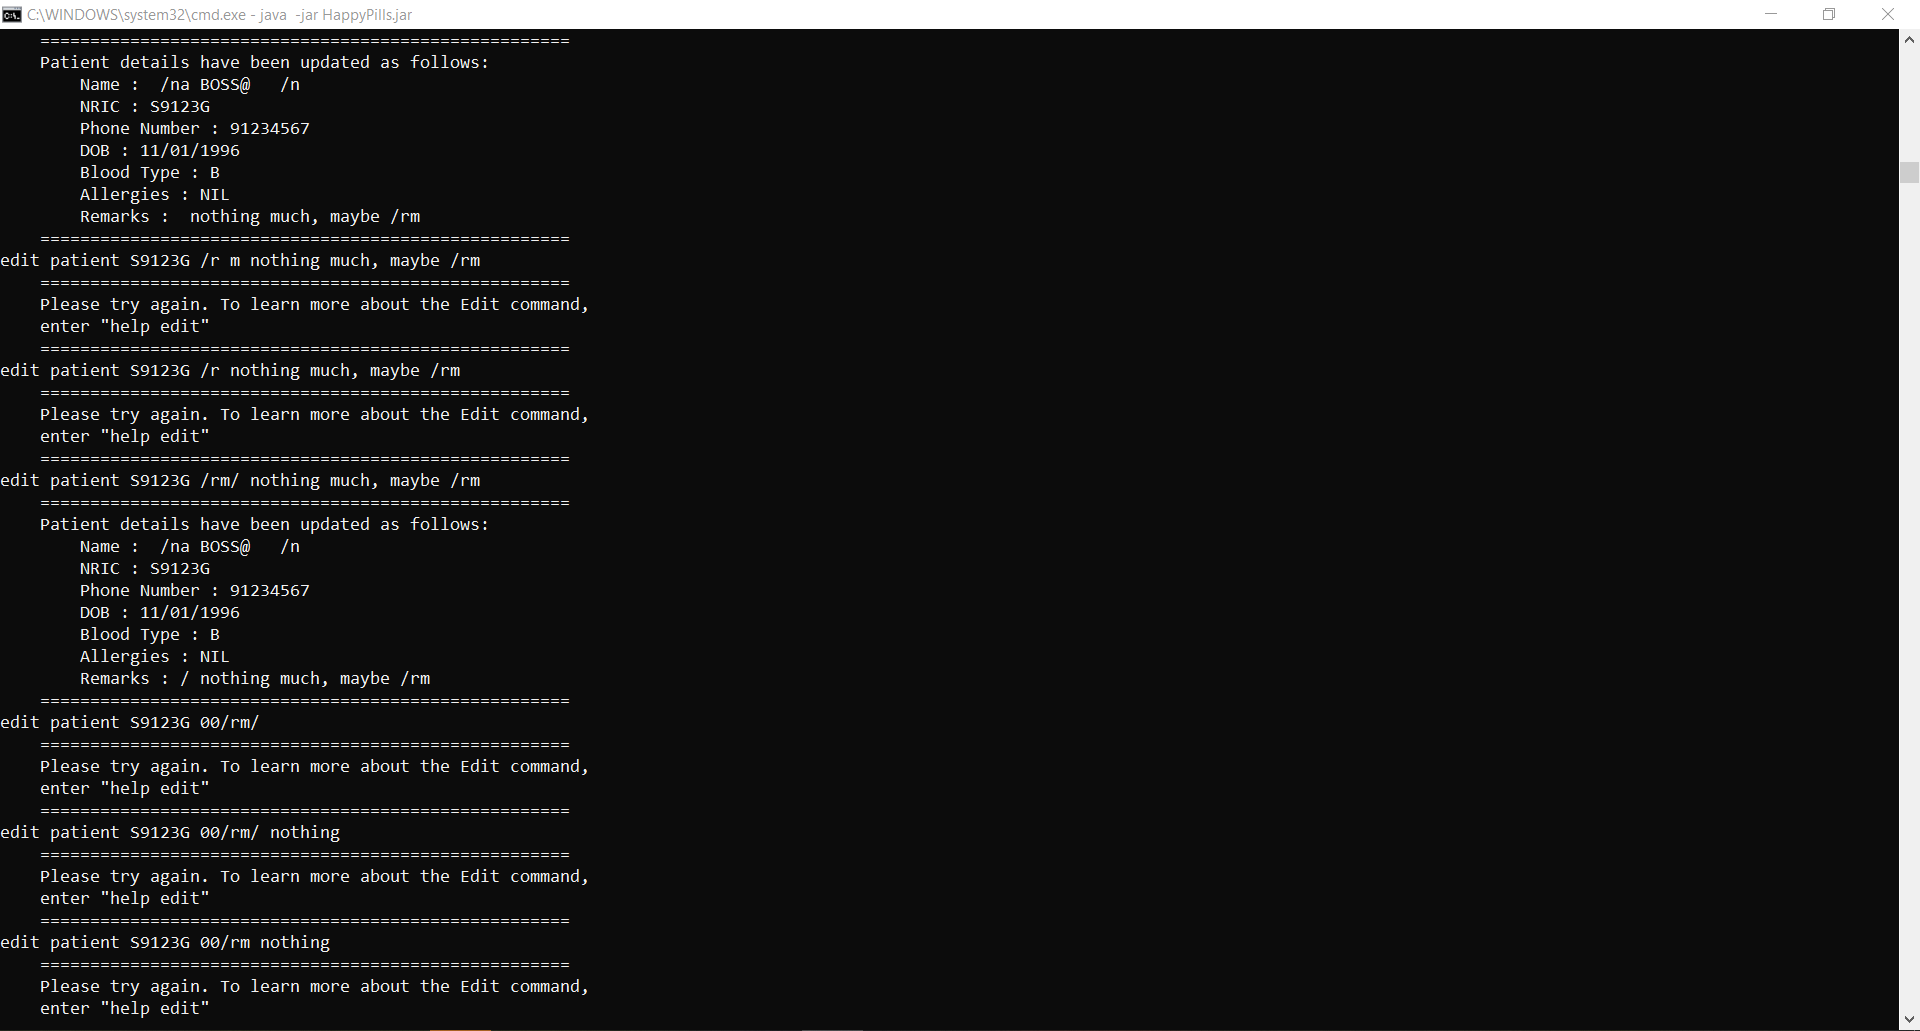 C:\WINDOWS\system32\cmd.exe - java  -jar HappyPills.jar
=====================================================
Patient details have been updated as follows:
Name :  /na BOSS@   /n
NRIC : S9123G
Phone Number : 91234567
DOB : 11/01/1996
Blood Type : B
Allergies : NIL
Remarks :  nothing much, maybe /rm
=====================================================
edit patient S9123G /r m nothing much, maybe /rm
=====================================================
Please try again. To learn more about the Edit command,
enter "help edit"
=====================================================
edit patient S9123G /r nothing much, maybe /rm
=====================================================
Please try again. To learn more about the Edit command,
enter "help edit"
=====================================================
edit patient S9123G /rm/ nothing much, maybe /rm
=====================================================
Patient details have been updated as follows:
Name :  /na BOSS@   /n
NRIC : S9123G
Phone Number : 91234567
DOB : 11/01/1996
Blood Type : B
Allergies : NIL
Remarks : / nothing much, maybe /rm
=====================================================
edit patient S9123G 00/rm/
=====================================================
Please try again. To learn more about the Edit command,
enter "help edit"
=====================================================
edit patient S9123G 00/rm/ nothing
=====================================================
Please try again. To learn more about the Edit command,
enter "help edit"
=====================================================
edit patient S9123G 00/rm nothing
=====================================================
Please try again. To learn more about the Edit command,
enter "help edit"